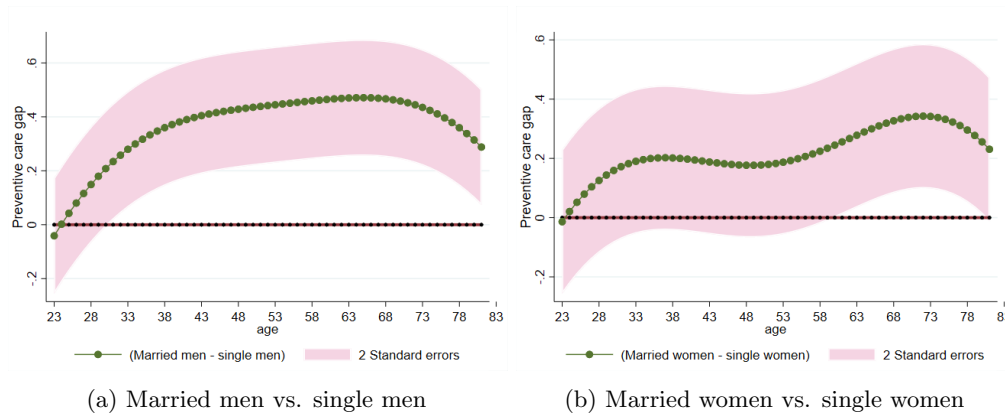 Preventive care gap
.6
.4
.2
0
-.2
23 28 33 38 43 48 53 58 63 68 73 78 83
age
(Married men - single men) 2 Standard errors
(a) Married men vs. single men
Preventive care gap
.6
.4
.2
0
-.2
23 28 33 38 43 48 53 58 63 68 73 78 8
age
(Married women - single women) 2 Standard errors
(b) Married women vs. single women